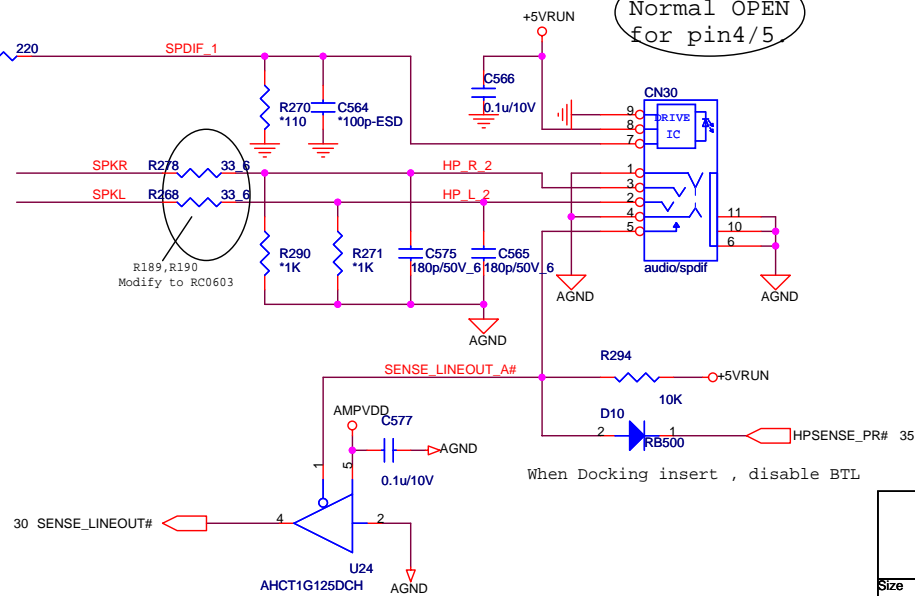 Normal OPEN
for pin4/5.
+5VRUN
220
SPDIF_1
C566
0.1u/10V
CN30
R270
*110
C564
*100p-ESD
9
8
7
DRIVE
IC
SPKR
R278
33_6
HP_R_2
SPKL
R268
33_6
HP_L_2
1
3
2
4
5
11
10
6
audio/spdif
R290
*1K
R271
*1K
C575
180p/50V_6
C565
180p/50V_6
R189,R190
Modify to RC0603
AGND
AGND
AGND
SENSE_LINEOUT_A#
R294
+5VRUN
10K
AMPVDD
C577
AGND
0.1u/10V
D10
2
1
RB500
HPSENSE_PR# 35
When Docking insert , disable BTL
1
5
30 SENSE_LINEOUT#
4
2
U24
AHCT1G125DCH
AGND
Size